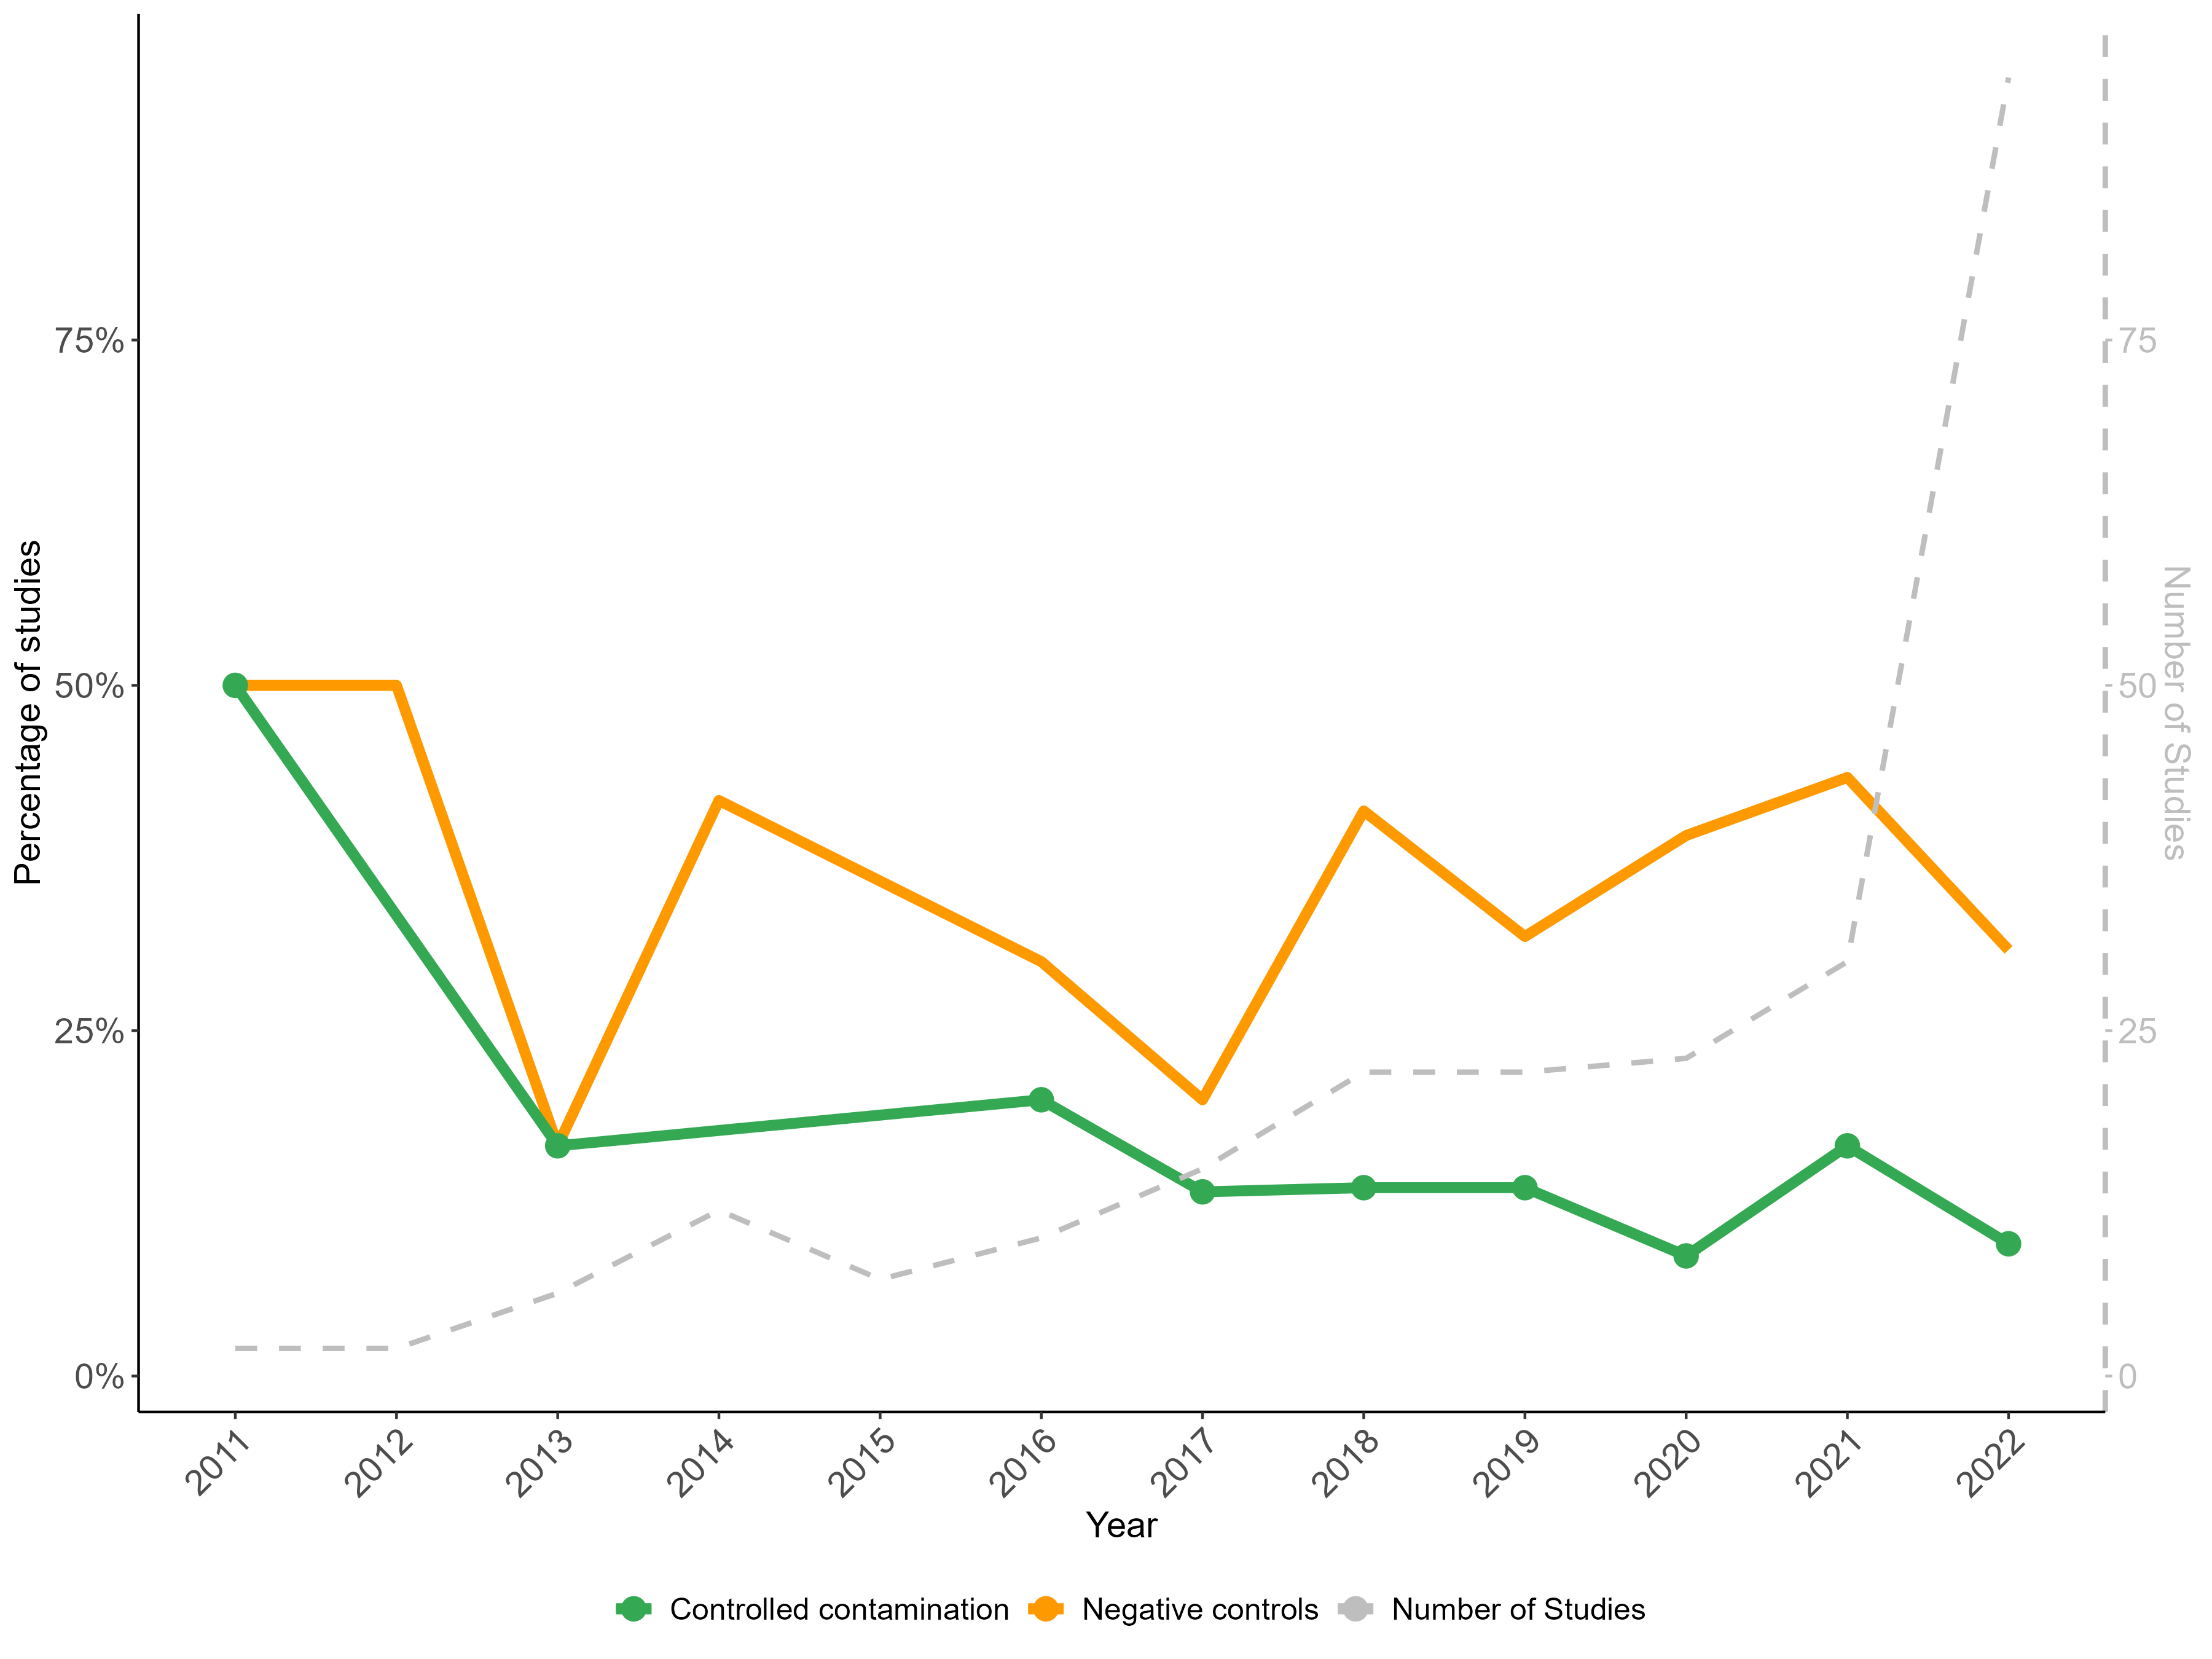 Percentage of studies
75%
50%
25%
0%
75
50
25
0
Number of Studies
2011 2012 2013 2014 2015 2016 2017 2018 2019 2020 2021 2022
Year
Controlled contamination Negative controls Number of Studies